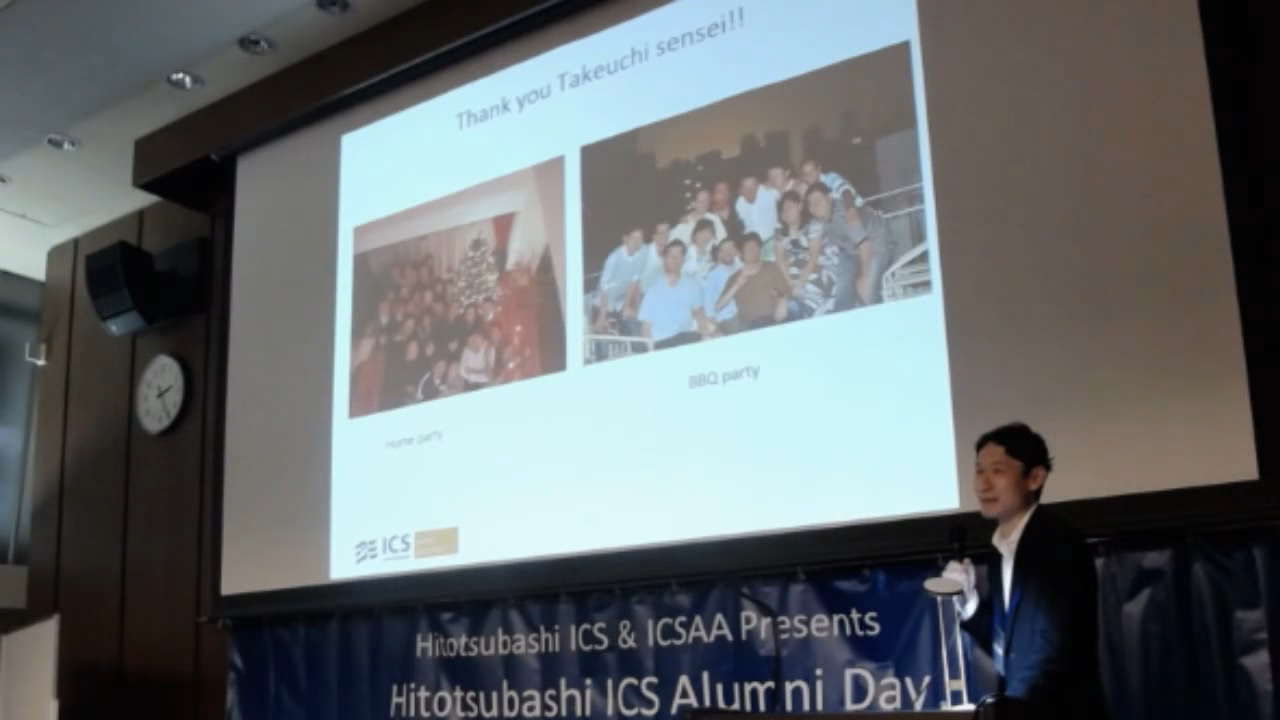 Thank you Takeuchi sensei!!
BBQ party
Home party
ICS
Hitotsubashi ICS & ICSAA Presents
Hitotsubashi ICS Alumni Day